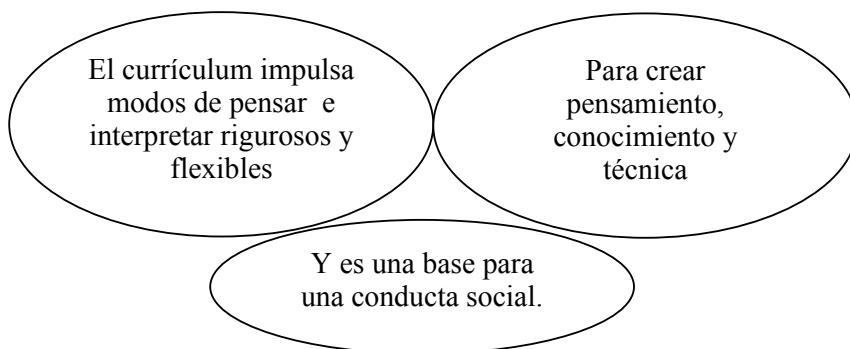 El currículum impulsa
modos de pensar  e
interpretar rigurosos y
flexibles
Para crear
pensamiento,
conocimiento y
técnica
Y es una base para
una conducta social.